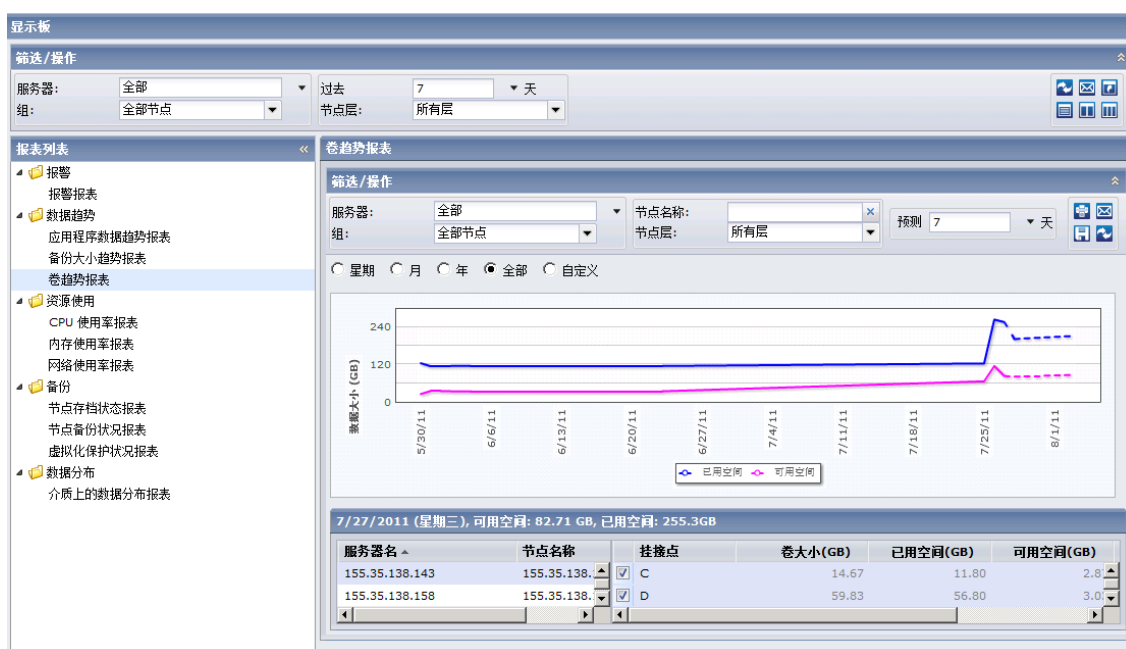 显示板
筛选/操作
服务器: 全部 过去 7 天
组: 全部节点 节点层: 所有层
报表列表
报警
报警报表
数据趋势
应用程序数据趋势报表
备份大小趋势报表
卷趋势报表
资源使用
CPU 使用率报表
内存使用率报表
网络使用率报表
备份
节点存档状态报表
节点备份状况报表
虚拟化保护状况报表
数据分布
介质上的数据分布报表
卷趋势报表
筛选/操作
服务器: 全部 节点名称: 预测 7 天
组: 全部节点 节点层: 所有层
星期 月 年 全部 自定义
数据大小 (GB)
240
120
0
5/30/11 6/6/11 6/13/11 6/20/11 6/27/11 7/4/11 7/11/11 7/18/11 7/25/11 8/1/11
已用空间 可用空间
7/27/2011 (星期三), 可用空间: 82.71 GB, 已用空间: 255.3GB
服务器名 节点名称 挂接点 卷大小(GB) 已用空间(GB) 可用空间(GB)
155.35.138.143 155.35.138. C 14.67 11.80 2.8
155.35.138.158 155.35.138. D 59.83 56.80 3.0